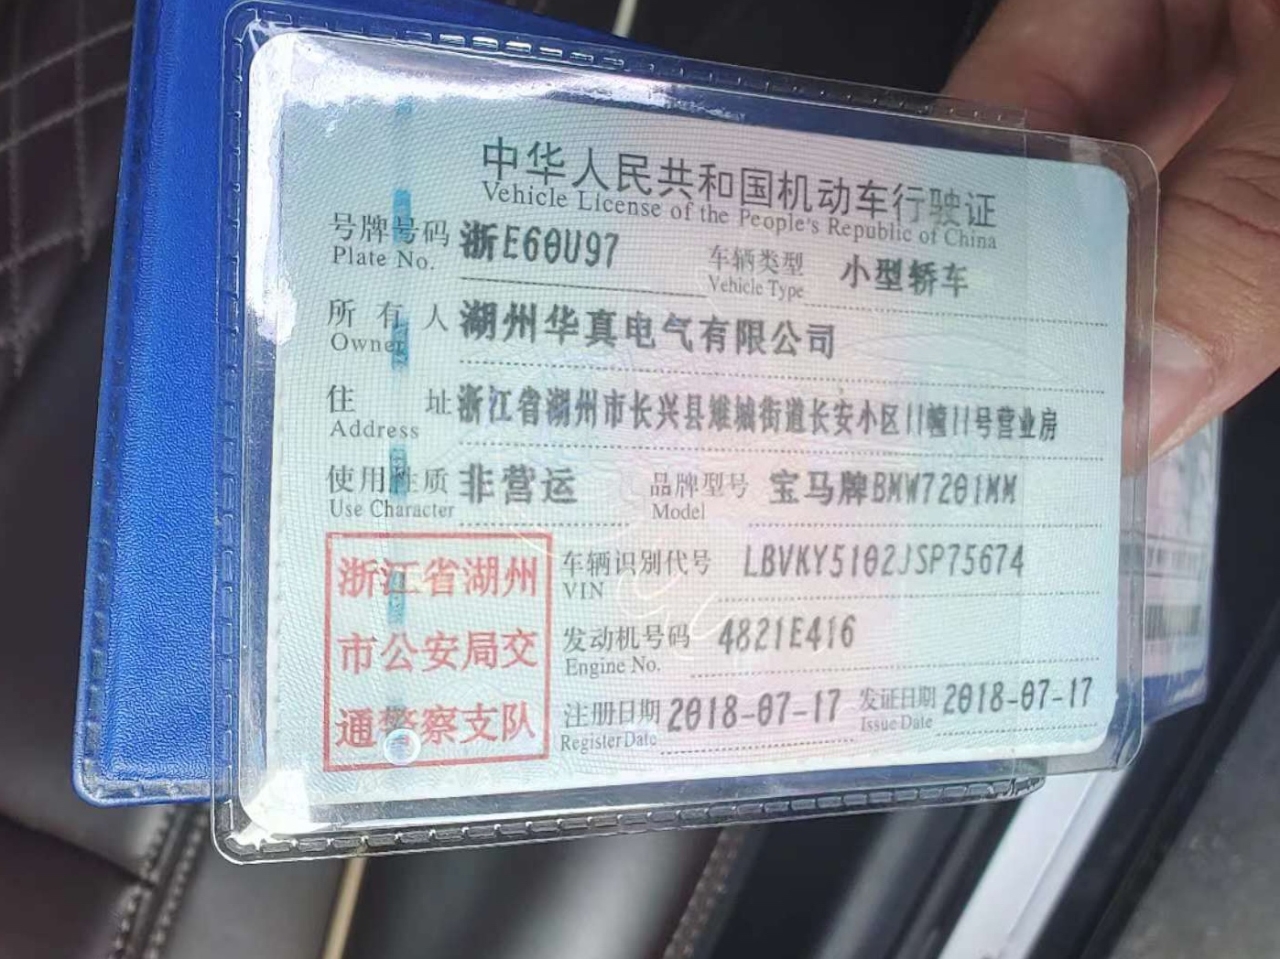 中华人民共和国机动车行驶证
Vehicle License of the People's Republic of China
号牌号码 浙E60U97 车辆类型 小型轿车
Plate No. Vehicle Type
所有人 湖州华真电气有限公司
Owner
住址 浙江省湖州市长兴县雉城街道长安小区11幢11号营业房
Address
使用性质 非营运 品牌型号 宝马牌BMW7201MM
Use Character Model
浙江省湖州
市公安局交
通警察支队
车辆识别代号 LBVKY5102JSP75674
VIN
发动机号码 4821E416
Engine No.
注册日期 2018-07-17 发证日期 2018-07-17
Register Date Issue Date